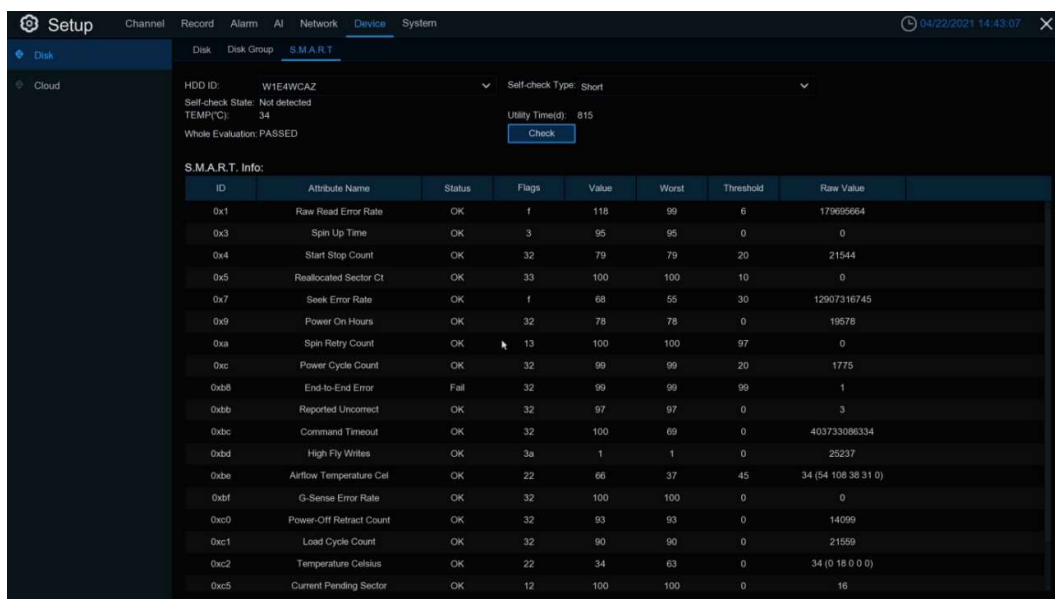 Setup Channel Record Alarm AI Network Device System 04/22/2021 14:43:07
Disk
Cloud
Disk Disk Group S.M.A.R.T
HDD ID: W1E4WCAZ Self-check Type: Short
Self-check State: Not detected
TEMP(°C): 34 Utility Time(d): 815
Whole Evaluation: PASSED Check
S.M.A.R.T. Info:
ID Attribute Name Status Flags Value Worst Threshold Raw Value
0x1 Raw Read Error Rate OK f 118 99 6 179695664
0x3 Spin Up Time OK 3 95 95 0 0
0x4 Start Stop Count OK 32 79 79 20 21544
0x5 Reallocated Sector Ct OK 33 100 100 10 0
0x7 Seek Error Rate OK f 68 55 30 12907316745
0x9 Power On Hours OK 32 78 78 0 19578
0xa Spin Retry Count OK 13 100 100 97 0
0xc Power Cycle Count OK 32 99 99 20 1775
0xb8 End-to-End Error Fail 32 99 99 99 1
0xbb Reported Uncorrect OK 32 97 97 0 3
0xbc Command Timeout OK 32 100 69 0 403733086334
0xbd High Fly Writes OK 3a 1 1 0 25237
0xbe Airflow Temperature Cel OK 22 66 37 45 34 (54 108 38 31 0)
0xbf G-Sense Error Rate OK 32 100 100 0 0
0xc0 Power-Off Retract Count OK 32 93 93 0 14099
0xc1 Load Cycle Count OK 32 90 90 0 21559
0xc2 Temperature Celsius OK 22 34 63 0 34 (0 18 0 0 0)
0xc5 Current Pending Sector OK 12 100 100 0 16